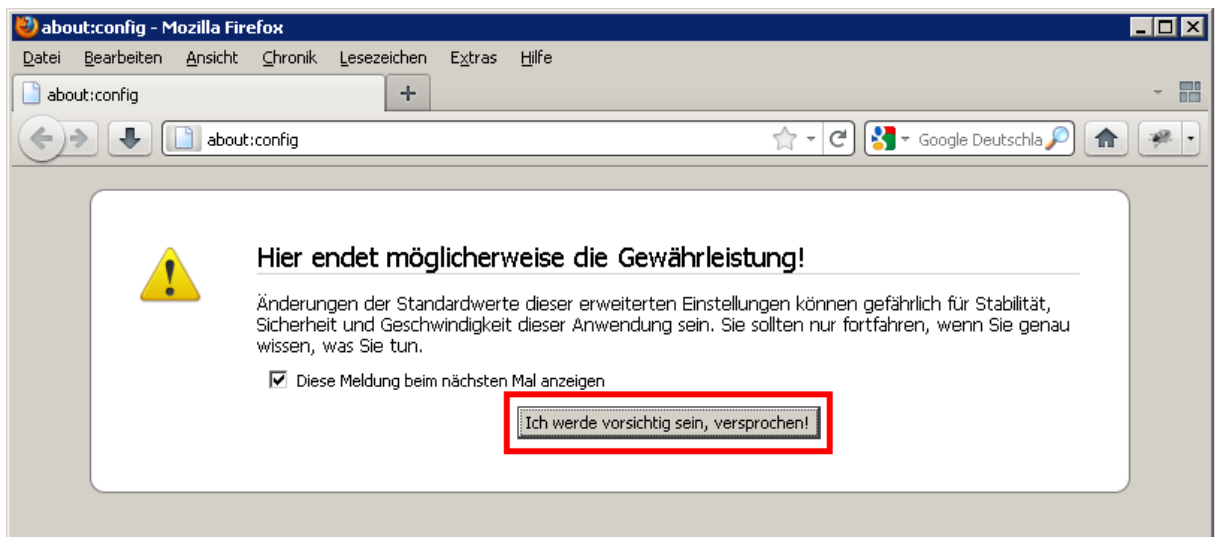 about:config - Mozilla Firefox
Datei Bearbeiten Ansicht Chronik Lesezeichen Extras Hilfe
about:config
about:config Google Deutschla
Hier endet möglicherweise die Gewährleistung!
Änderungen der Standardwerte dieser erweiterten Einstellungen können gefährlich für Stabilität,
Sicherheit und Geschwindigkeit dieser Anwendung sein. Sie sollten nur fortfahren, wenn Sie genau
wissen, was Sie tun.
Diese Meldung beim nächsten Mal anzeigen
Ich werde vorsichtig sein, versprochen!